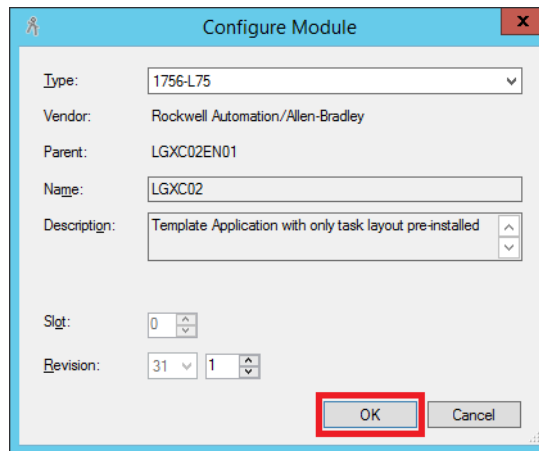 Configure Module
x
Type: 1756-L75
Vendor: Rockwell Automation/Allen-Bradley
Parent: LGXC02EN01
Name: LGXC02
Description: Template Application with only task layout pre-installed
Slot: 0
Revision: 31 1
OK Cancel